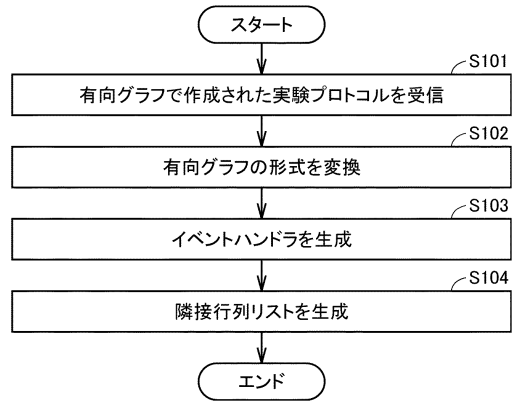 スタート
S101
有向グラフで作成された実験プロトコルを受信
S102
有向グラフの形式を変換
S103
イベントハンドラを生成
S104
隣接行列リストを生成
エンド